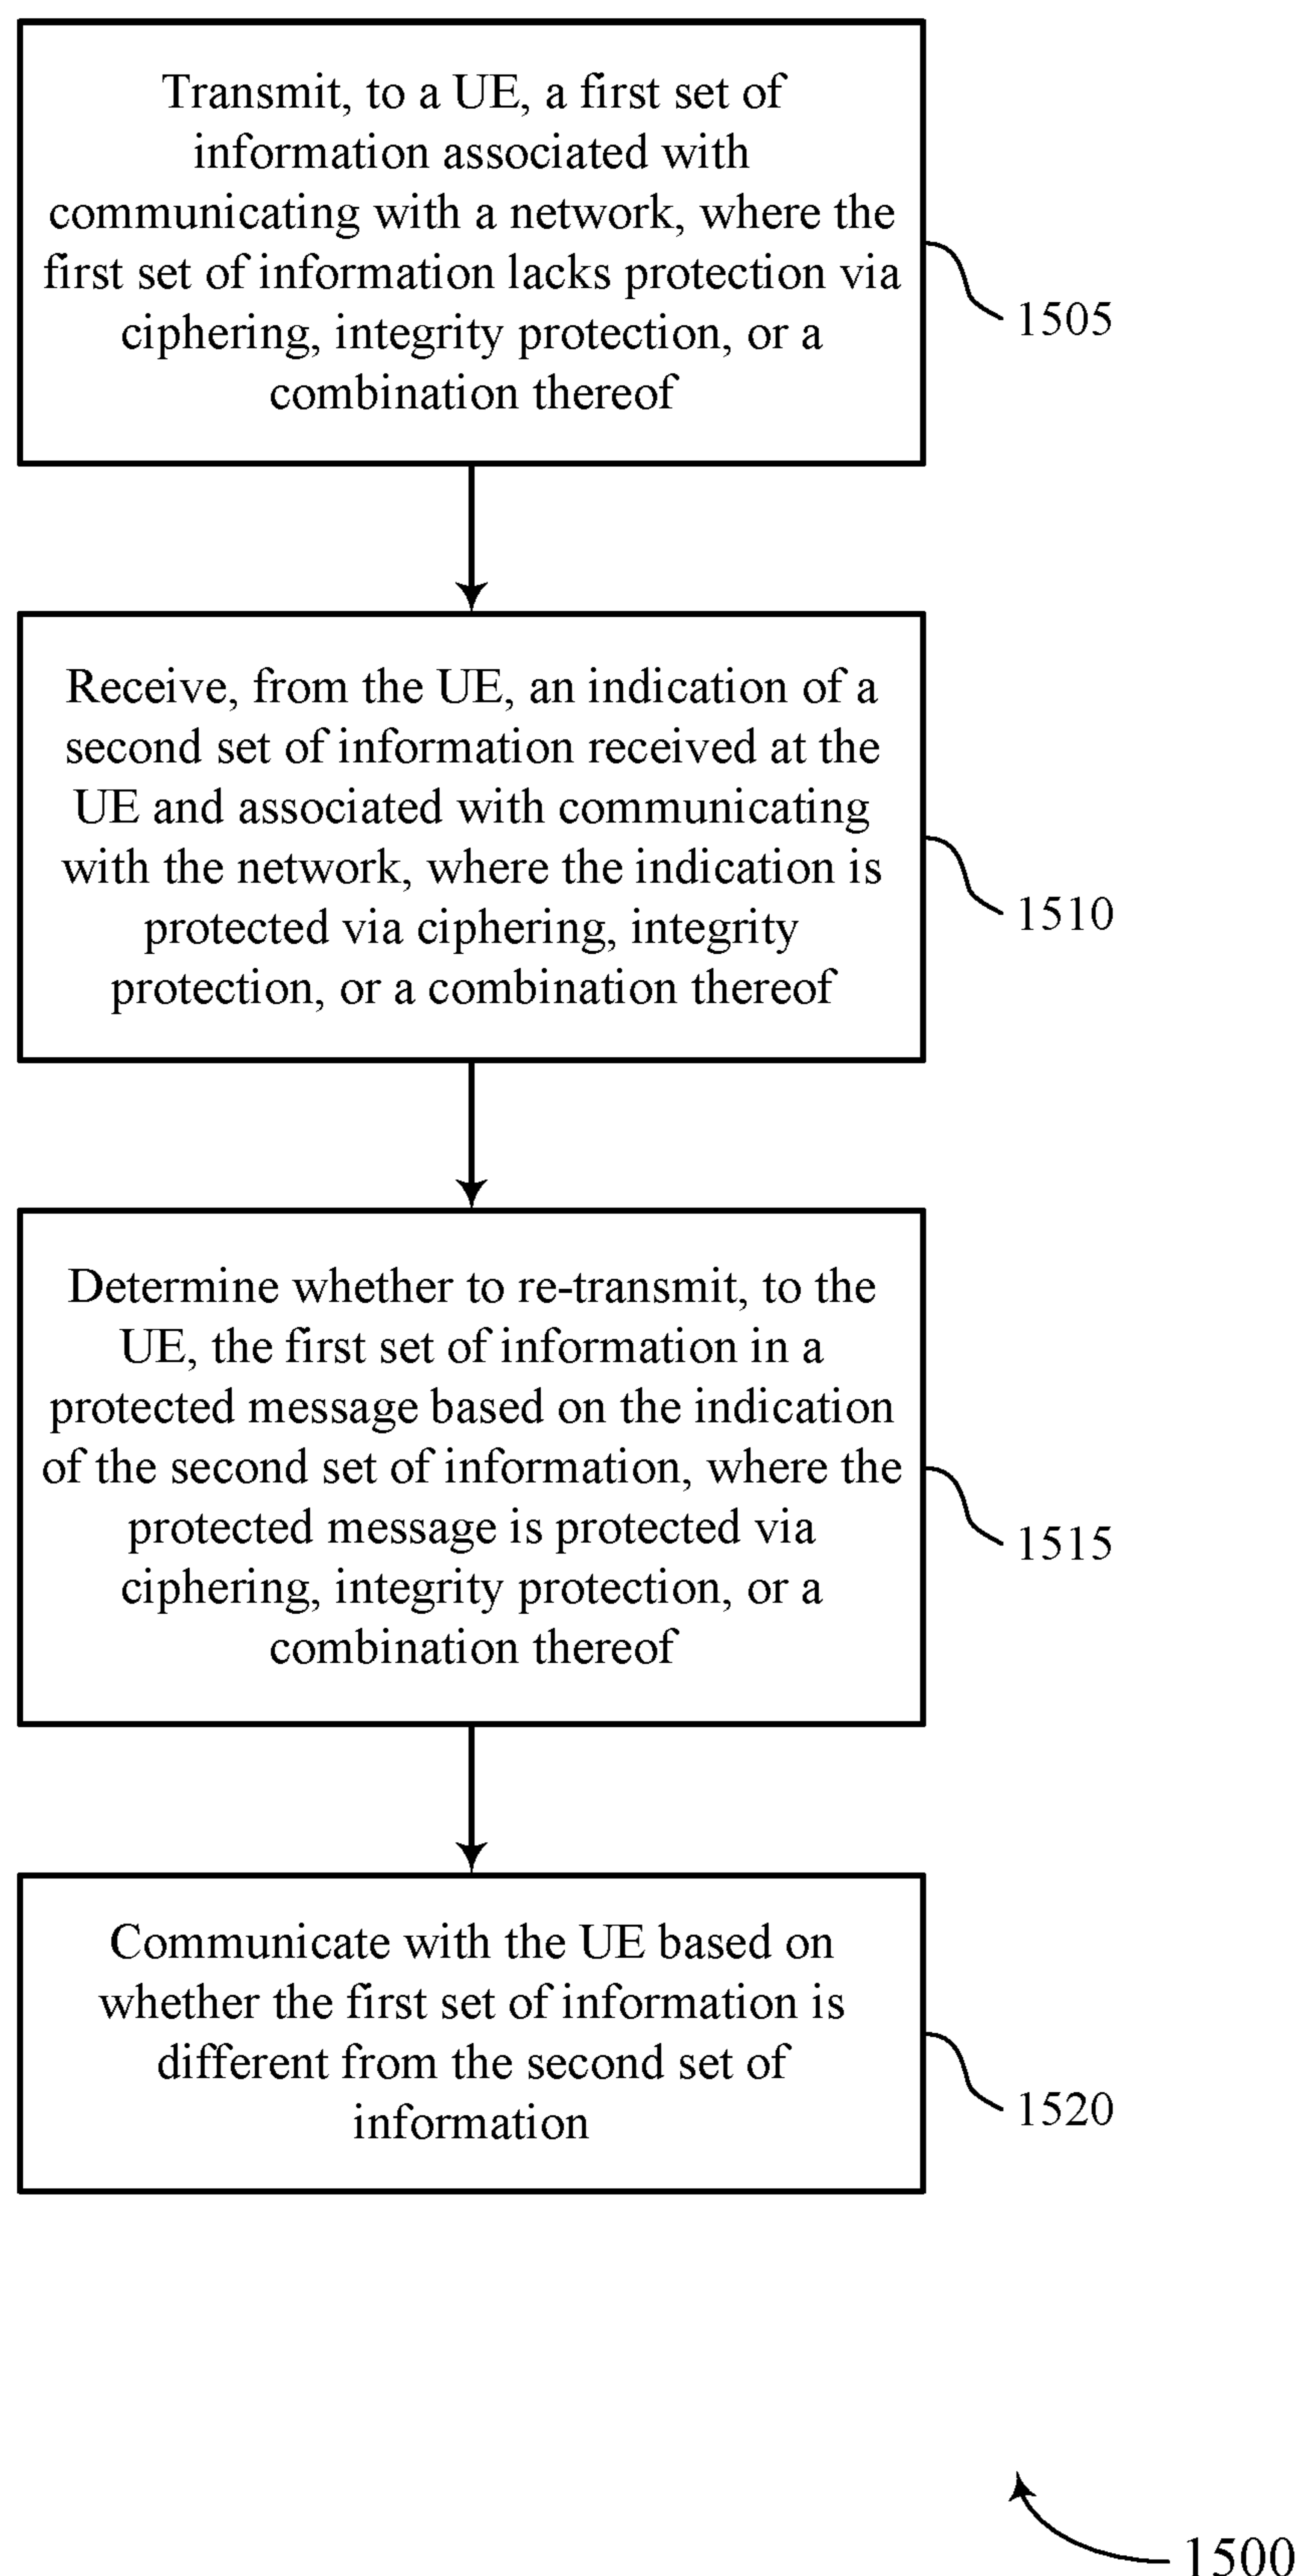 Transmit, to a UE, a first set of
information associated with
communicating with a network, where the
first set of information lacks protection via
ciphering, integrity protection, or a
combination thereof
1505
Receive, from the UE, an indication of a
second set of information received at the
UE and associated with communicating
with the network, where the indication is
protected via ciphering, integrity
protection, or a combination thereof
1510
Determine whether to re-transmit, to the
UE, the first set of information in a
protected message based on the indication
of the second set of information, where the
protected message is protected via
ciphering, integrity protection, or a
combination thereof
1515
Communicate with the UE based on
whether the first set of information is
different from the second set of
information
1520
1500